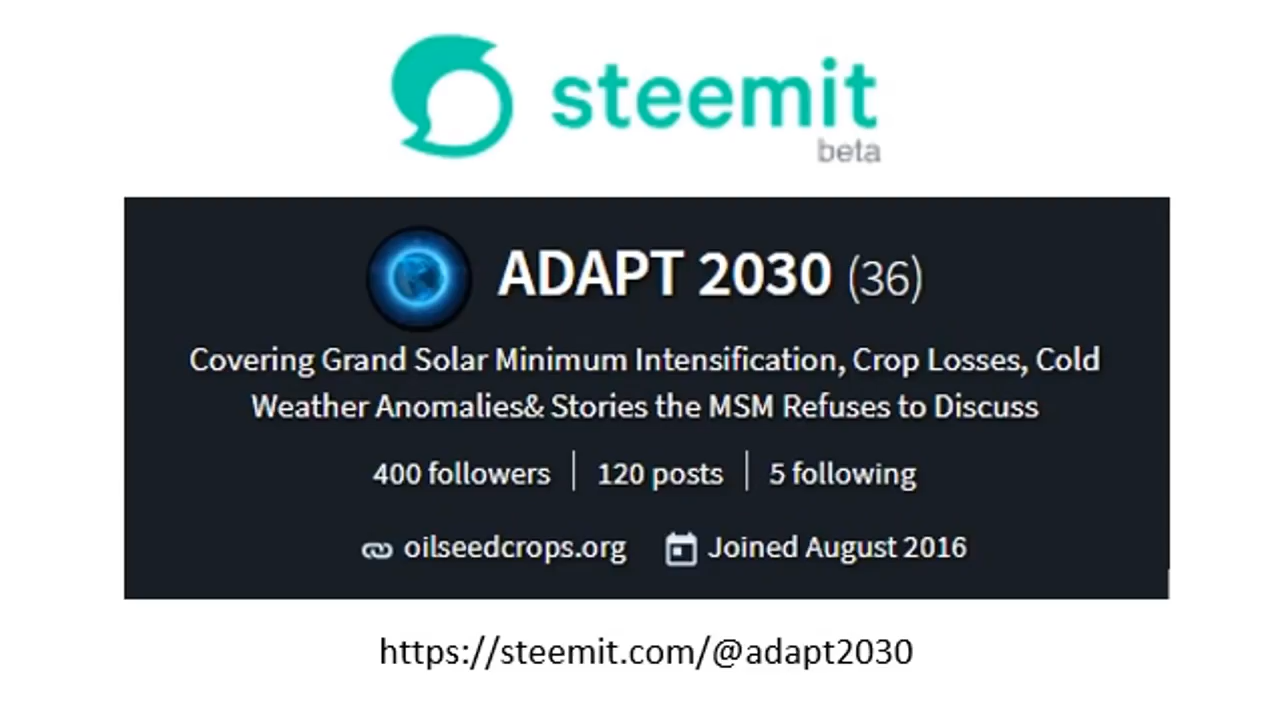 steemit
beta
ADAPT 2030 (36)
Covering Grand Solar Minimum Intensification, Crop Losses, Cold
Weather Anomalies& Stories the MSM Refuses to Discuss
400 followers | 120 posts | 5 following
oilseedcrops.org Joined August 2016
https://steemit.com/@adapt2030